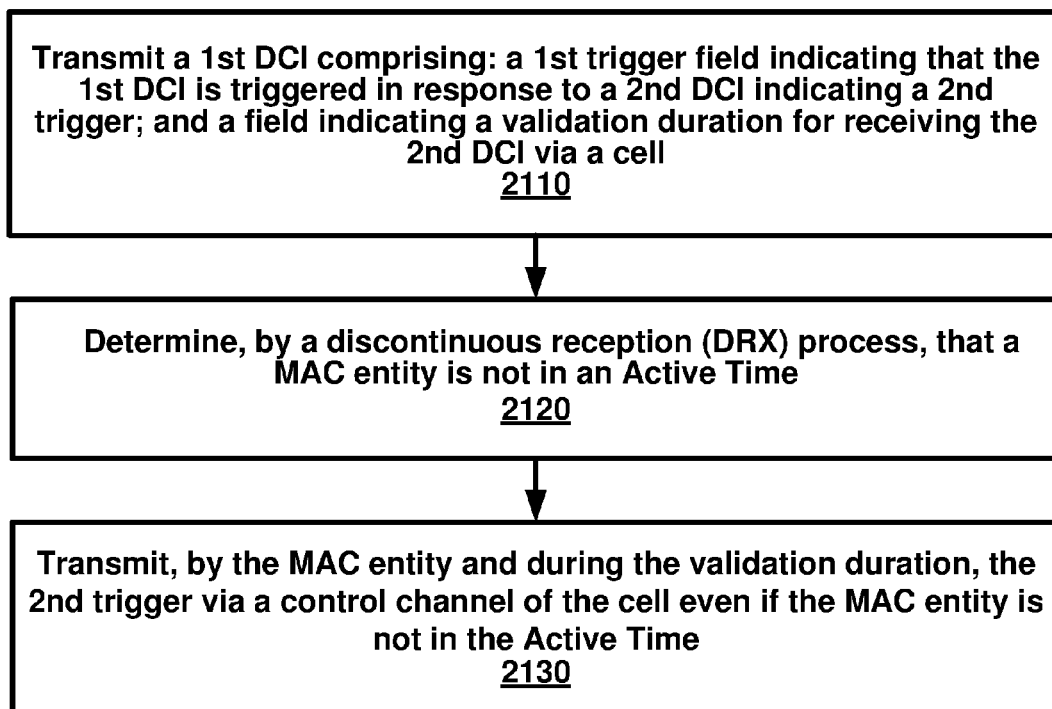 Transmit a 1st DCI comprising: a 1st trigger field indicating that the
1st DCI is triggered in response to a 2nd DCI indicating a 2nd
trigger; and a field indicating a validation duration for receiving the
2nd DCI via a cell
2110
Determine, by a discontinuous reception (DRX) process, that a
MAC entity is not in an Active Time
2120
Transmit, by the MAC entity and during the validation duration, the
2nd trigger via a control channel of the cell even if the MAC entity is
not in the Active Time
2130